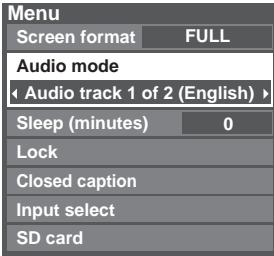 Menu
Screen format FULL
Audio mode
Audio track 1 of 2 (English)
Sleep (minutes) 0
Lock
Closed caption
Input select
SD card